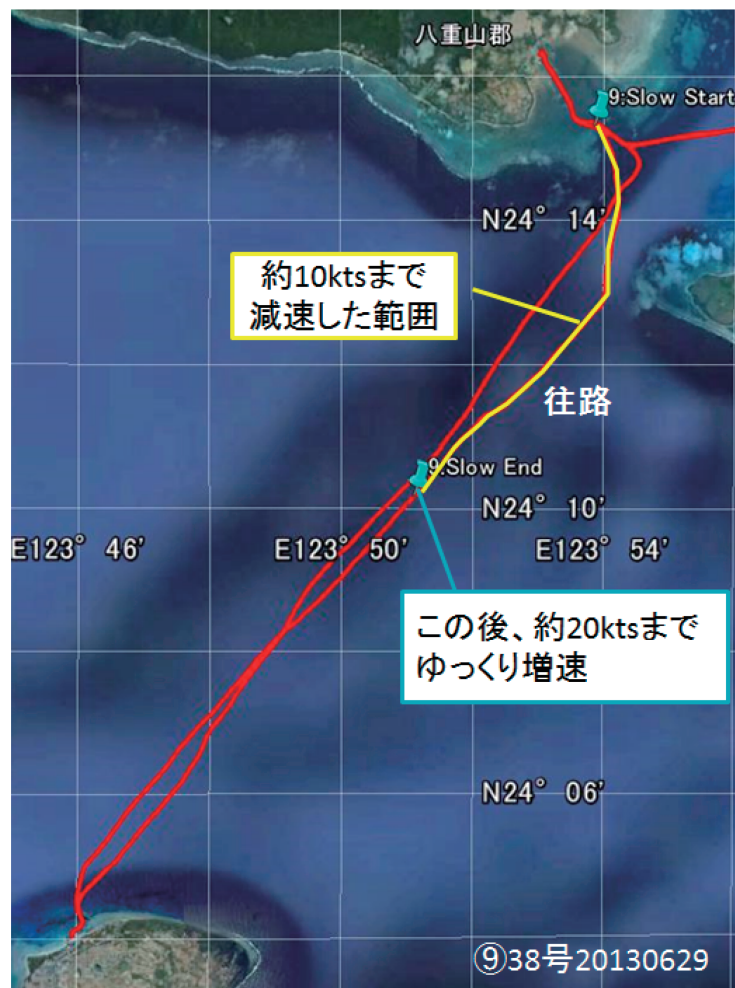 八重山郡
9:Slow Start
N24° 14'
約10ktsまで
減速した範囲
往路
9:Slow End
N24° 10'
E123° 46'
E123° 50'
E123° 54'
この後、約20ktsまで
ゆっくり増速
N24° 06'
⑨38号20130629